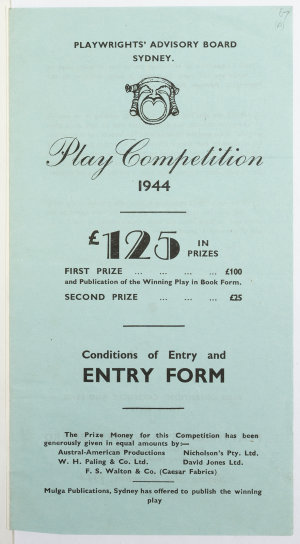 PLAYWRIGHTS' ADVISORY BOARD
SYDNEY.
Play Competition
1944
£125 IN PRIZES
FIRST PRIZE ... ... ... ... £100
and Publication of the Winning Play in Book Form.
SECOND PRIZE ... ... ... £25
Conditions of Entry and
ENTRY FORM
The Prize Money for this Competition has been
generously given in equal amounts by:—
Austral-American Productions Nicholson's Pty. Ltd.
W. H. Paling & Co. Ltd. David Jones Ltd.
F. S. Walton & Co. (Caesar Fabrics)
Mulga Publications, Sydney has offered to publish the winning
play